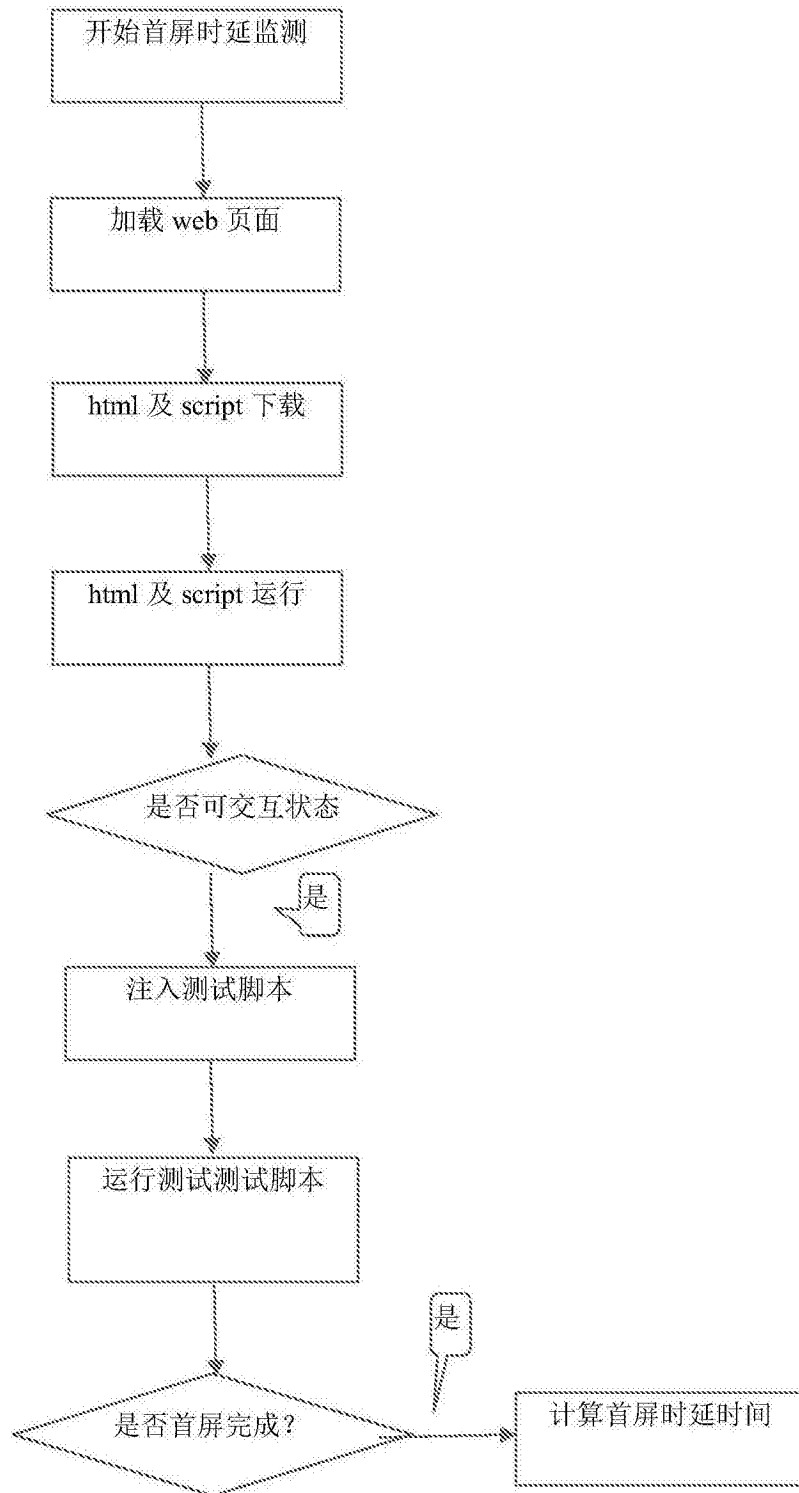 开始首屏时延监测
加载 web 页面
html 及 script 下载
html 及 script 运行
是否可交互状态
是
注入测试脚本
运行测试测试脚本
是
是否首屏完成？
计算首屏时延时间